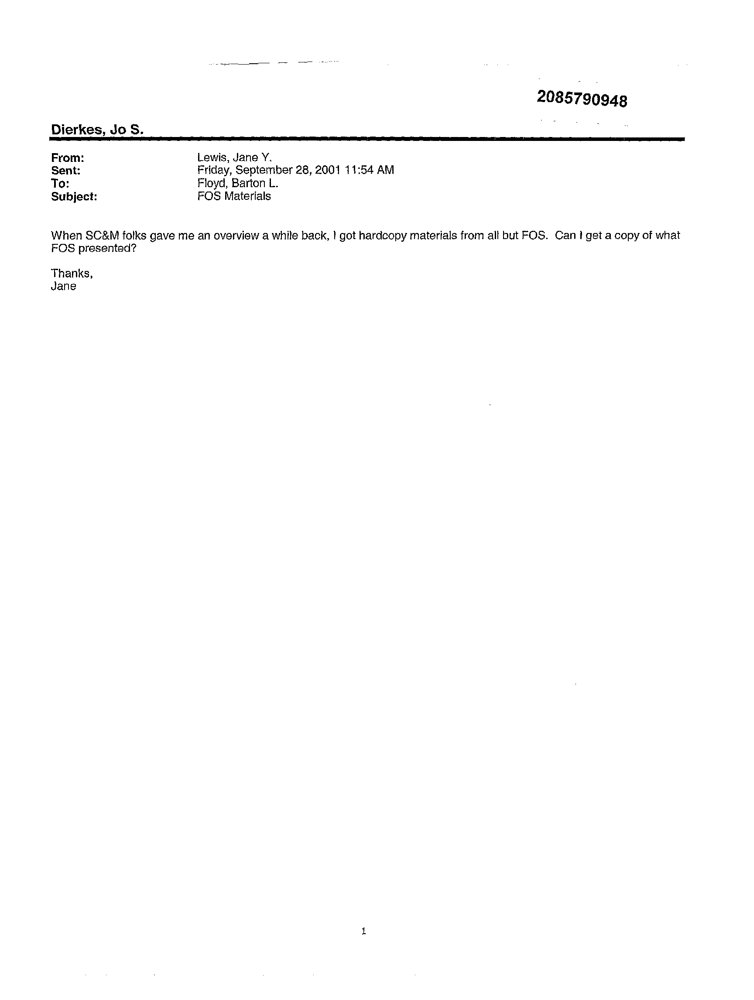 2085790948
Dierkes, Jo S.
From: Lewis, Jane Y.
Sent: Friday, September 28, 2001 11:54 AM
To: Floyd, Barton L.
Subject: FOS Materials
When SC&M folks gave me an overview a while back, I got hardcopy materials from all but FOS. Can I get a copy of what
FOS presented?
Thanks,
Jane
1